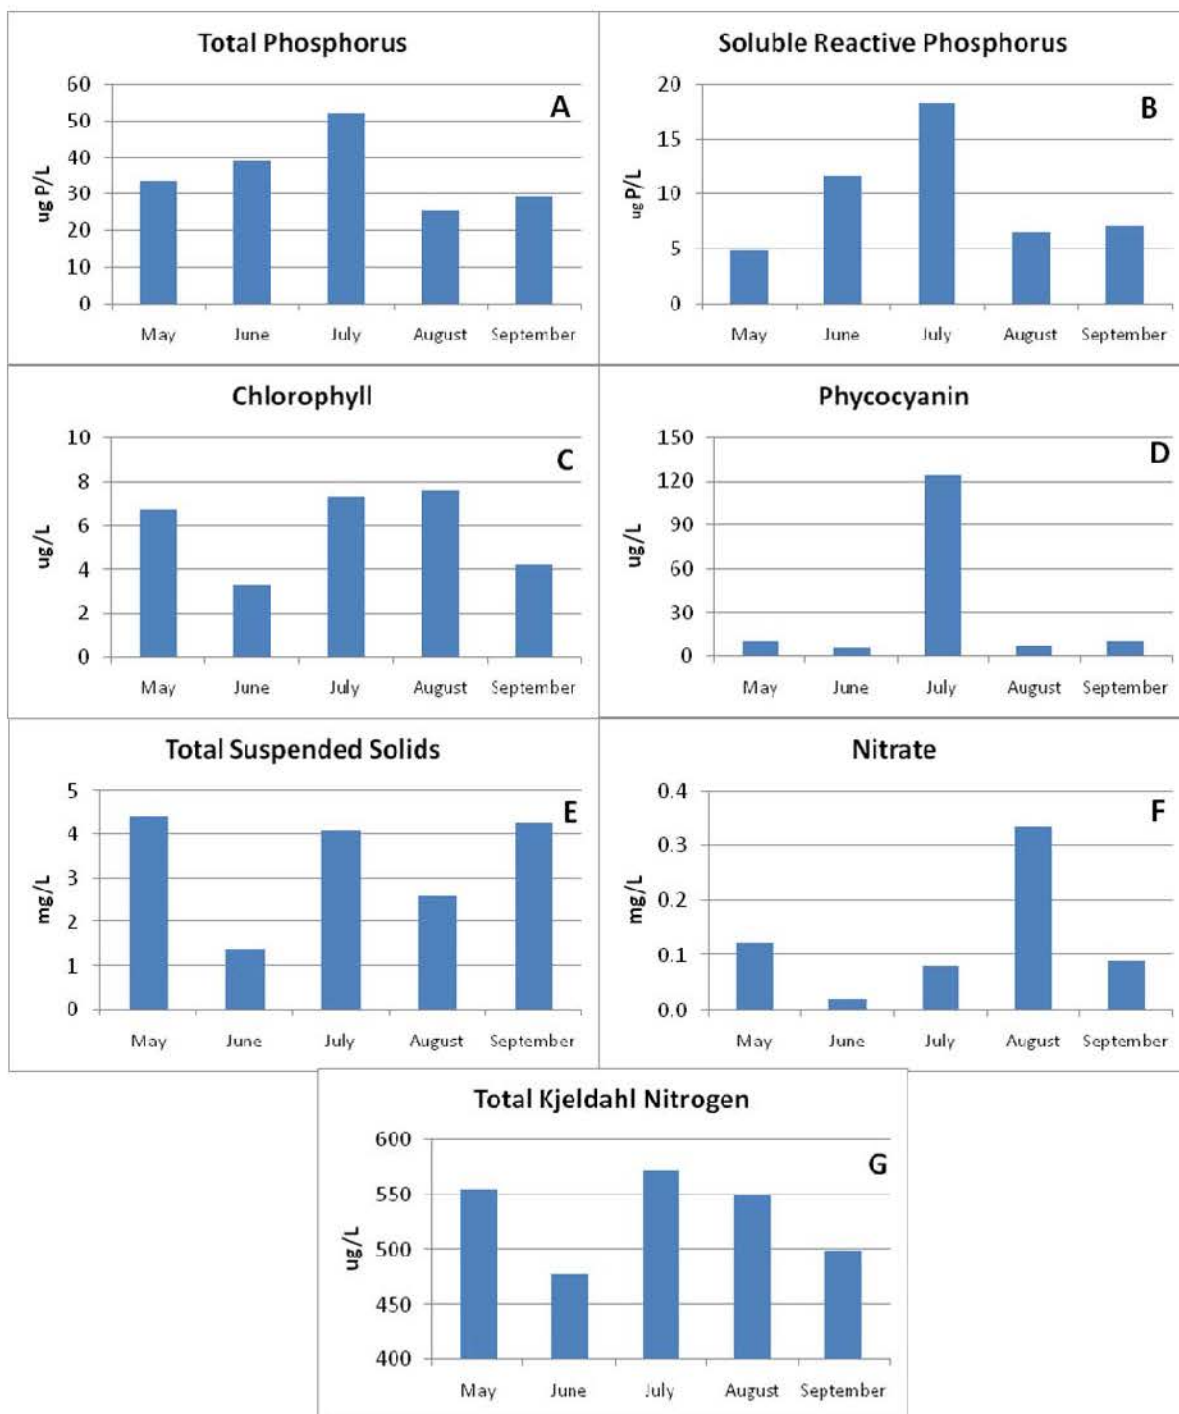 Total Phosphorus
A
ug P/L
60
50
40
30
20
10
0
May June July August September
Soluble Reactive Phosphorus
B
ug P/L
20
15
10
5
0
May June July August September
Chlorophyll
C
ug/L
10
8
6
4
2
0
May June July August September
Phycocyanin
D
ug/L
150
120
90
60
30
0
May June July August September
Total Suspended Solids
E
mg/L
5
4
3
2
1
0
May June July August September
Nitrate
F
mg/L
0.4
0.3
0.2
0.1
0.0
May June July August September
Total Kjeldahl Nitrogen
G
ug/L
600
550
500
450
400
May June July August September